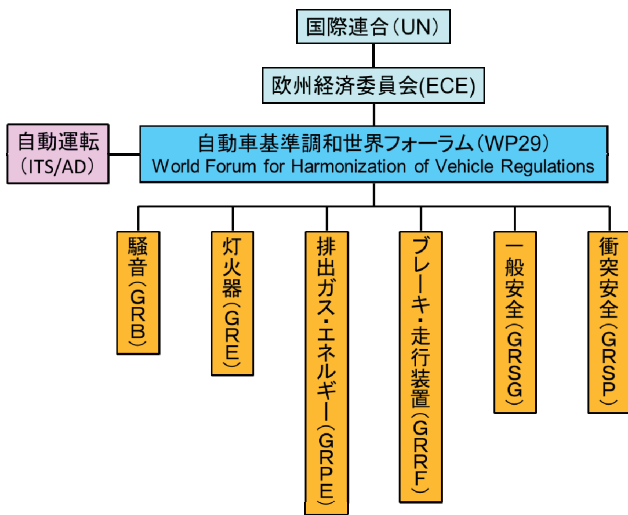 国際連合(UN)
欧州経済委員会(ECE)
自動運転
(ITS/AD)
自動車基準調和世界フォーラム(WP29)
World Forum for Harmonization of Vehicle Regulations
騒音(GRB)
灯火器(GRE)
排出ガス・エネルギー(GRPE)
ブレーキ・走行装置(GRRF)
一般安全(GRSG)
衝突安全(GRSP)